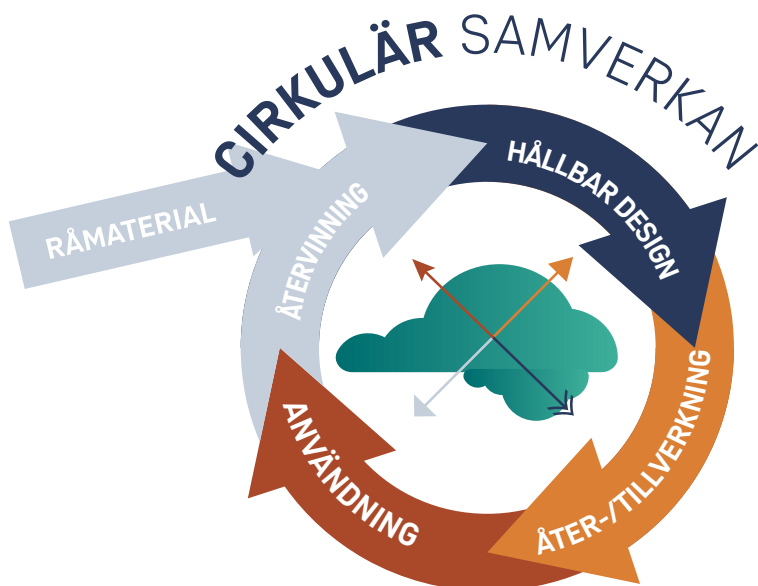 CIRKULÄR SAMVERKAN
RÅMATERIAL
ÅTERVINNING
HÅLLBAR DESIGN
ÅTER-/TILLVERKNING
ANVÄNDNING